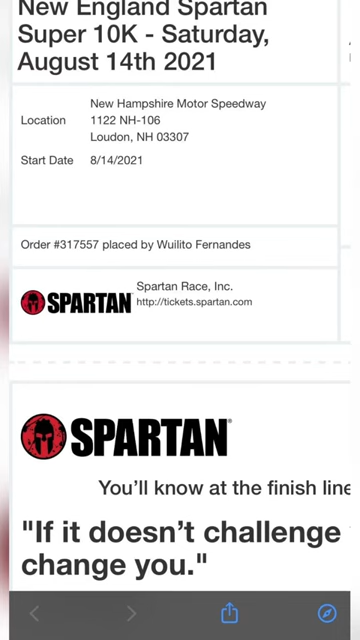 New England Spartan
Super 10K - Saturday,
August 14th 2021
Location
New Hampshire Motor Speedway
1122 NH-106
Loudon, NH 03307
Start Date 8/14/2021
Order #317557 placed by Wuilito Fernandes
SPARTAN
Spartan Race, Inc.
http://tickets.spartan.com
SPARTAN®
You’ll know at the finish line
"If it doesn’t challenge
change you."